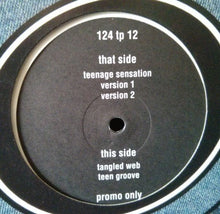 124 tp 12
that side
teenage sensation
version 1
version 2
this side
tangled web
teen groove
promo only